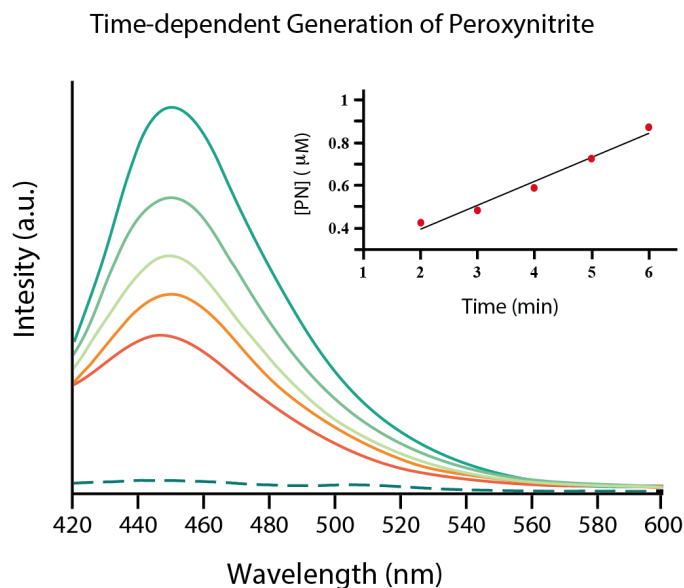 Time-dependent Generation of Peroxynitrite
Intesity (a.u.)
420 440 460 480 500 520 540 560 580 600
Wavelength (nm)
[PN] ( μM)
1
0.8
0.6
0.4
1 2 3 4 5 6
Time (min)